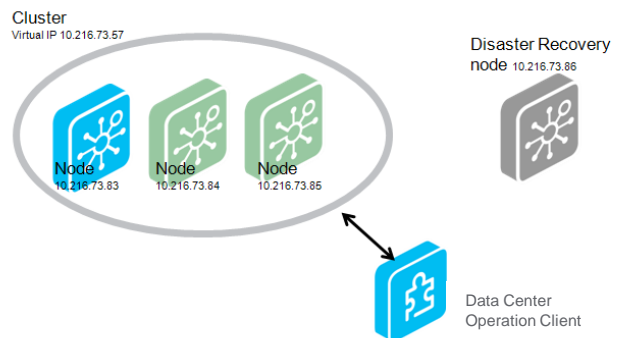 Cluster
Virtual IP 10.216.73.57
Disaster Recovery
node 10.216.73.86
Node
10.216.73.83
Node
10.216.73.84
Node
10.216.73.85
Data Center
Operation Client